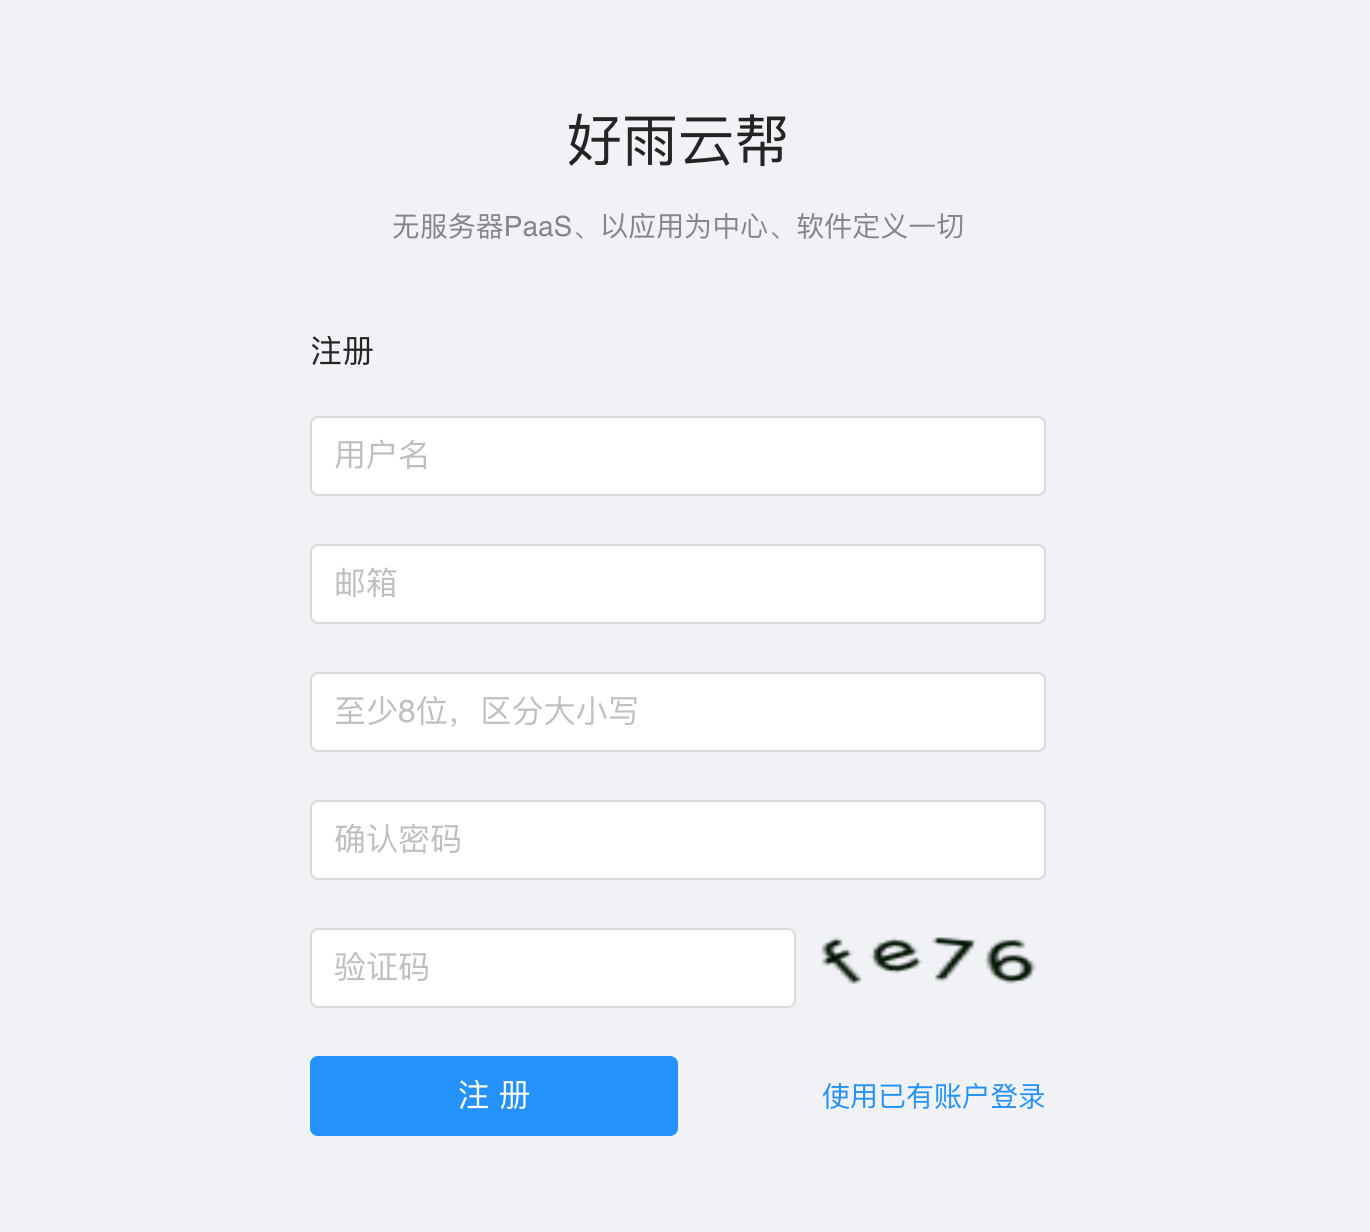 好雨云帮
无服务器PaaS、以应用为中心、软件定义一切
注册
用户名
邮箱
至少8位，区分大小写
确认密码
验证码
fe76
注 册
使用已有账户登录